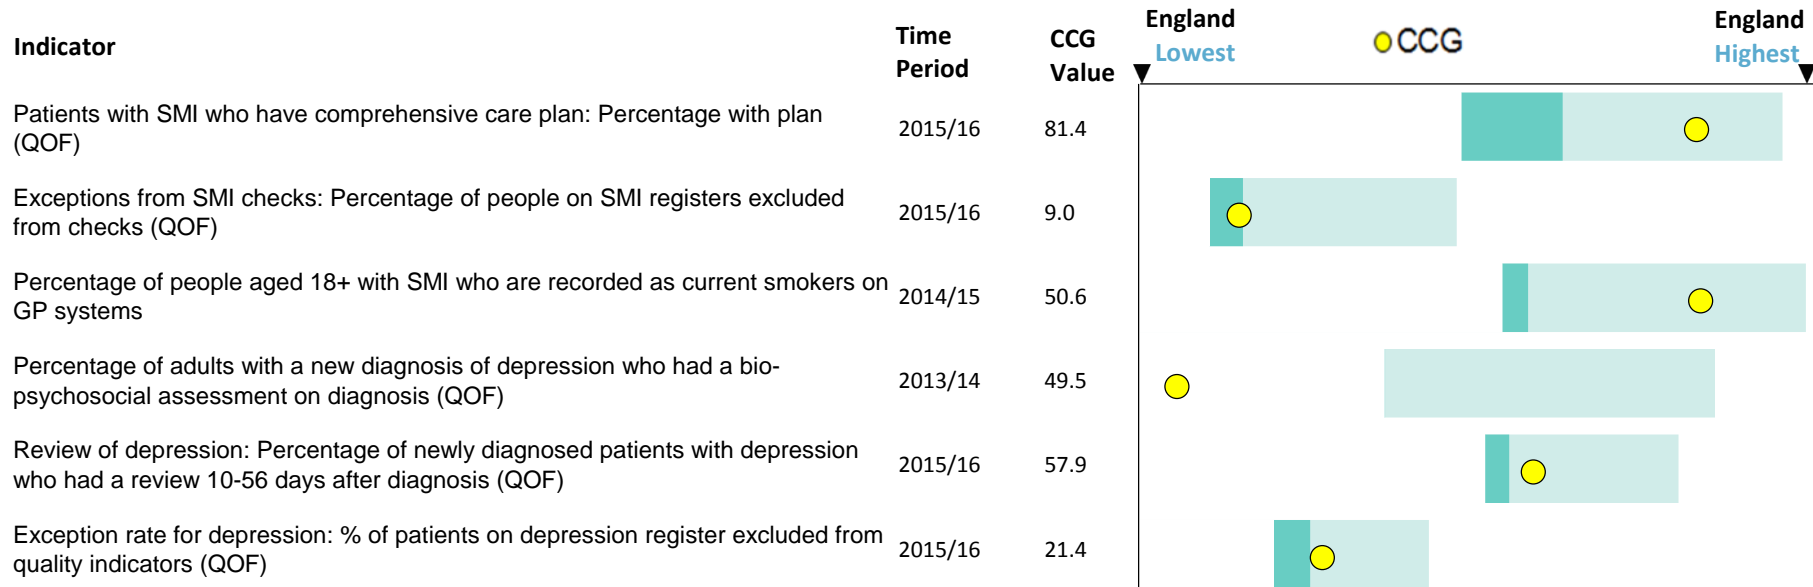 Indicator
Time Period
CCG Value
England Lowest
CCG
England Highest
Patients with SMI who have comprehensive care plan: Percentage with plan
(QOF)
2015/16
81.4
Exceptions from SMI checks: Percentage of people on SMI registers excluded
from checks (QOF)
2015/16
9.0
Percentage of people aged 18+ with SMI who are recorded as current smokers on
GP systems
2014/15
50.6
Percentage of adults with a new diagnosis of depression who had a bio-
psychosocial assessment on diagnosis (QOF)
2013/14
49.5
Review of depression: Percentage of newly diagnosed patients with depression
who had a review 10-56 days after diagnosis (QOF)
2015/16
57.9
Exception rate for depression: % of patients on depression register excluded from
quality indicators (QOF)
2015/16
21.4